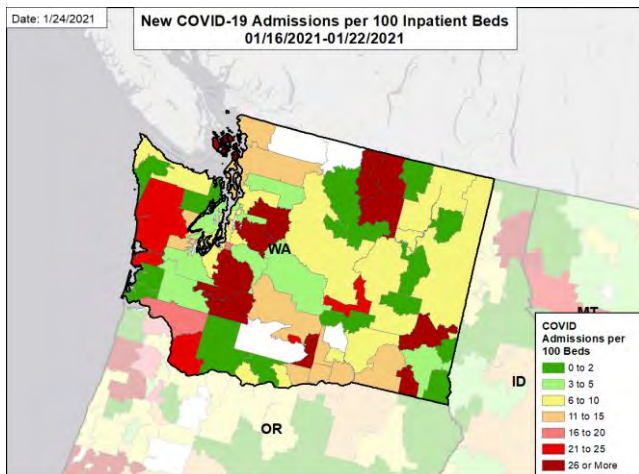 Date: 1/24/2021
New COVID-19 Admissions per 100 Inpatient Beds
01/16/2021-01/22/2021
WA
MT
ID
OR
COVID
Admissions per
100 Beds
0 to 2
3 to 5
6 to 10
11 to 15
16 to 20
21 to 25
26 or More